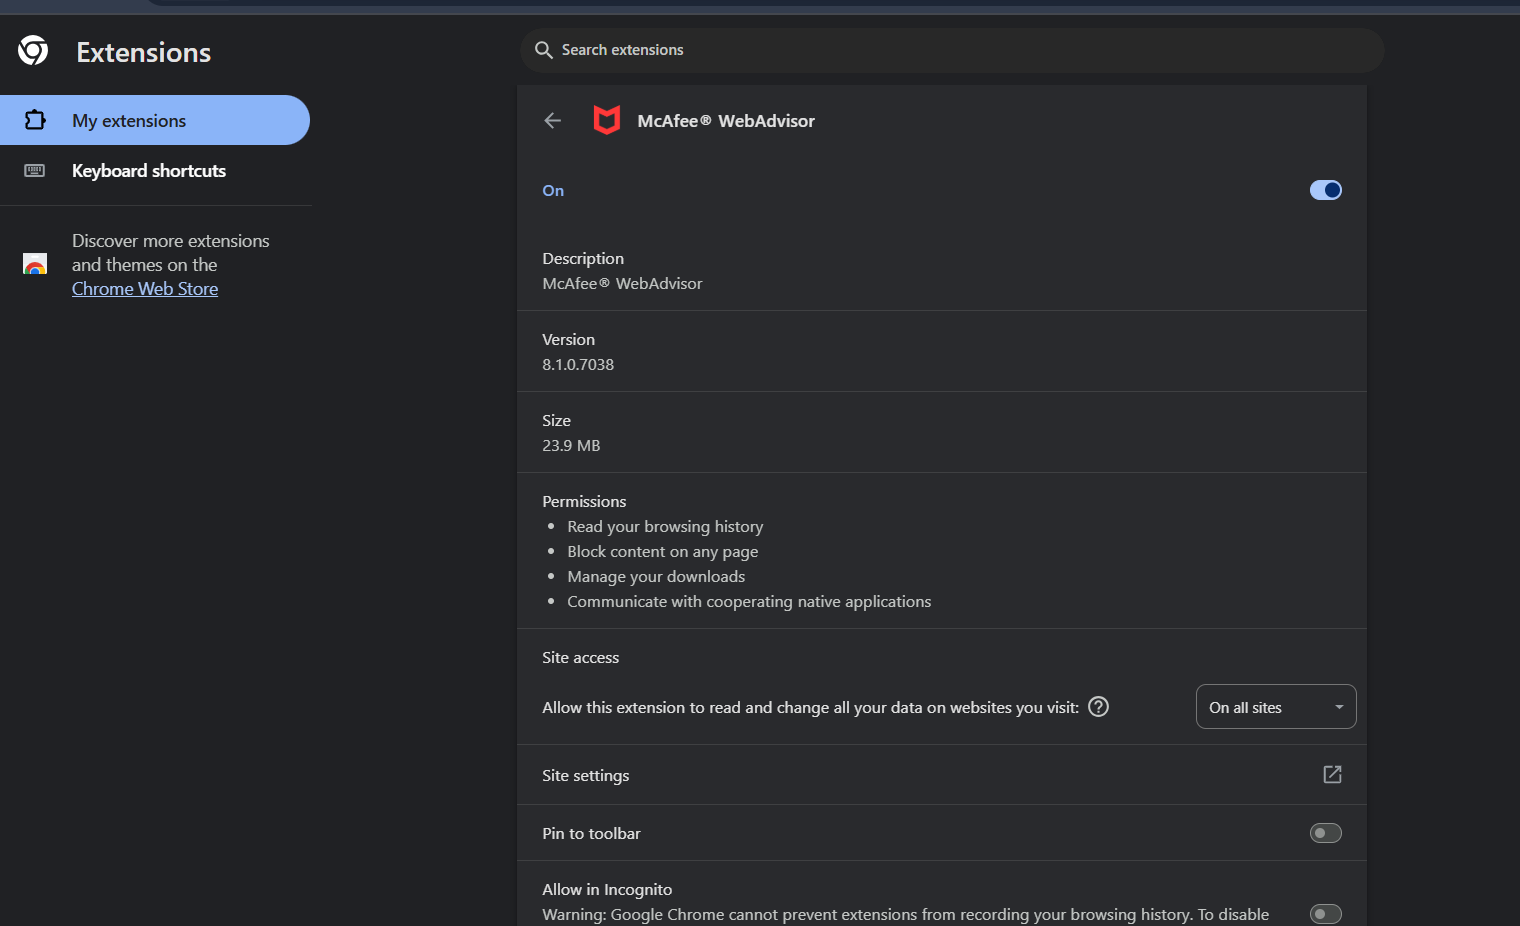 Extensions
Search extensions
My extensions
Keyboard shortcuts
Discover more extensions
and themes on the
Chrome Web Store
McAfee® WebAdvisor
On
Description
McAfee® WebAdvisor
Version
8.1.0.7038
Size
23.9 MB
Permissions
• Read your browsing history
• Block content on any page
• Manage your downloads
• Communicate with cooperating native applications
Site access
Allow this extension to read and change all your data on websites you visit:
On all sites
Site settings
Pin to toolbar
Allow in Incognito
Warning: Google Chrome cannot prevent extensions from recording your browsing history. To disable